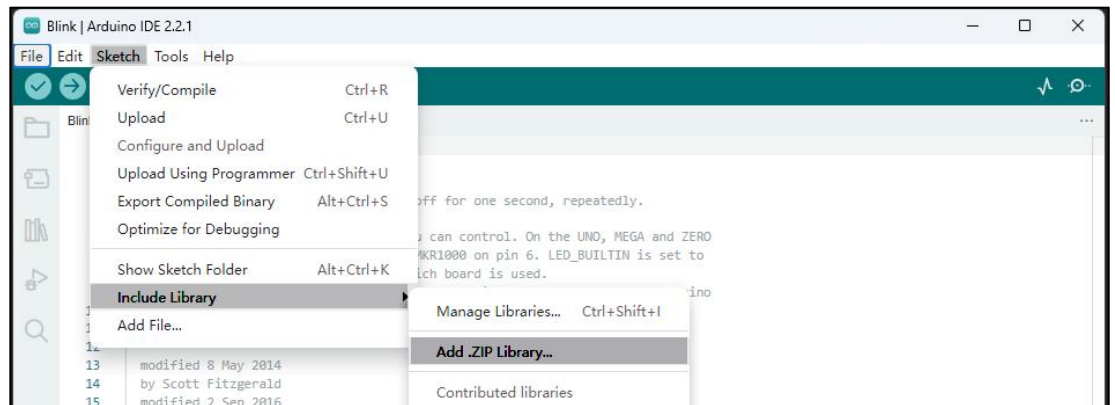 Blink | Arduino IDE 2.2.1
File Edit Sketch Tools Help
Verify/Compile Ctrl+R
Blin
Upload Ctrl+U
Configure and Upload
Upload Using Programmer Ctrl+Shift+U
Export Compiled Binary Alt+Ctrl+S
off for one second, repeatedly.
Optimize for Debugging
u can control. On the UNO, MEGA and ZERO
MKR1000 on pin 6. LED_BUILTIN is set to
Show Sketch Folder Alt+Ctrl+K
ich board is used.
Include Library
ino
Manage Libraries... Ctrl+Shift+I
Add File...
12
Add .ZIP Library...
13 modified 8 May 2014
14 by Scott Fitzgerald
Contributed libraries
15 modified 2 Sep 2016